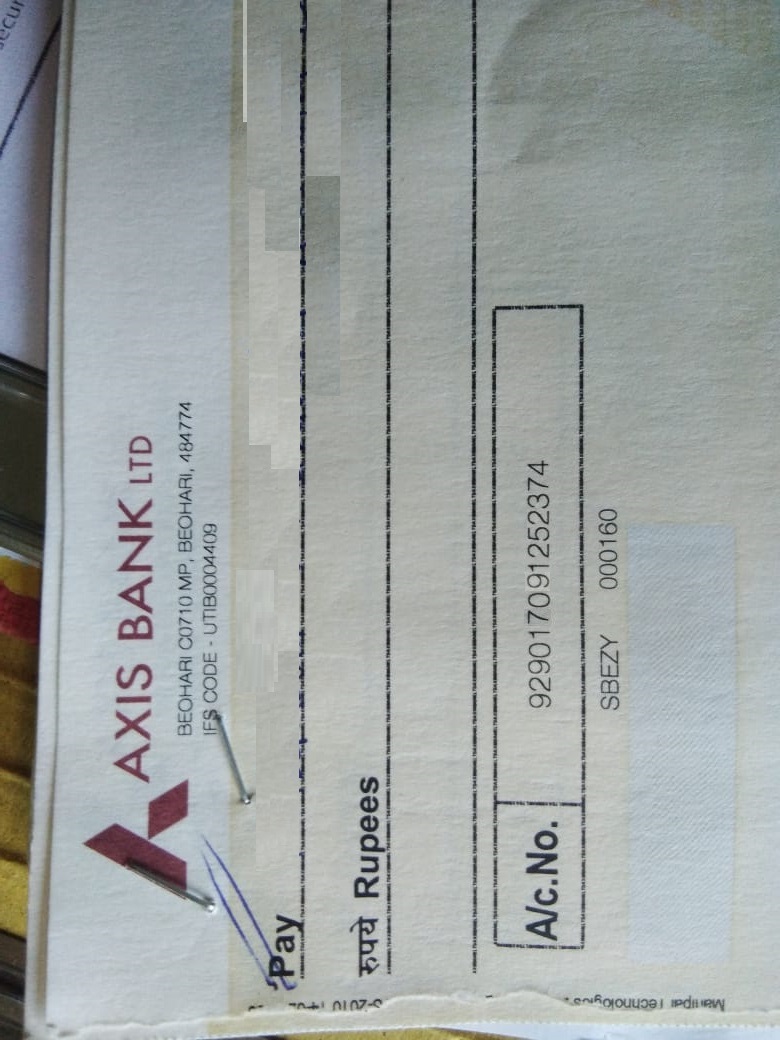 AXIS BANK LTD
BEOHARI C0710 MP, BEOHARI, 484774
IFS CODE - UTIB0004409
Pay
रुपये Rupees
A/c.No. 929017091252374
SBEZY 000160
Manipal Technologies